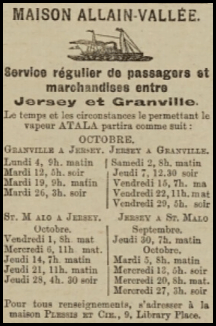 MAISON ALLAIN-VALLÉE.
Service régulier de passagers et
marchandises entre
Jersey et Granville.
Le temps et les circonstances le permettant le
vapeur ATALA partira comme suit :
OCTOBRE.
GRANVILLE A JERSEY. JERSEY A GRANVILLE.
Lundi 4, 9h. matin | Samedi 2, 8h. matin
Mardi 12, 5h. soir | Jeudi 7, 12.30 soir
Mardi 19, 9h. matin | Vendredi 15, 7h. ma
Mardi 26, 3h. soir | Vendredi 22, 11h. mat
Vendredi 29, 5h. soir
ST. MALO A JERSEY. | JERSEY A ST. MALO
Octobre. | Septembre.
Vendredi 1, 8h. mat | Jeudi 30, 7h. matin
Mercredi 6, 11h. mat | Octobre.
Jeudi 14, 7h. matin | Mardi 5, 8h. matin
Jeudi 21, 11h. matin | Mercredi 13, 5h. soir
Jeudi 28, 4h. 30 soir | Mercredi 20, 8h. soir
Mercredi 27, 3h. soir
Pour tous renseignements, s'adresser à la
maison PLESSIS ET CIE., 9, Library Place.